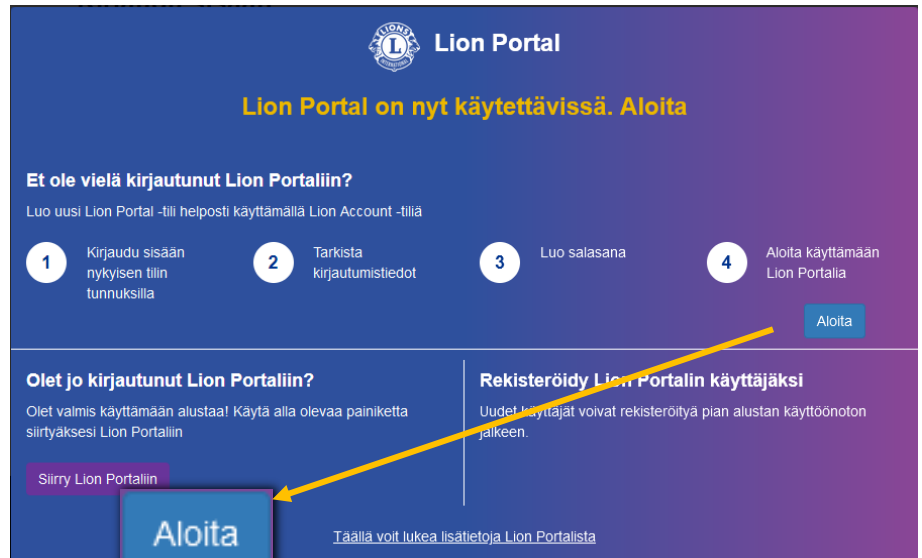 Lion Portal
Lion Portal on nyt käytettävissä. Aloita
Et ole vielä kirjautunut Lion Portaliin?
Luo uusi Lion Portal -tili helposti käyttämällä Lion Account -tiliä
1
Kirjaudu sisään
nykyisen tilin
tunnuksilla
2
Tarkista
kirjautumistiedot
3
Luo salasana
4
Aloita käyttämään
Lion Portalia
Aloita
Olet jo kirjautunut Lion Portaliin?
Olet valmis käyttämään alustaa! Käytä alla olevaa painiketta
siirtyäksesi Lion Portaliin
Siirry Lion Portaliin
Rekisteröidy Lion Portalin käyttäjäksi
Uudet käyttäjät voivat rekisteröityä pian alustan käyttöönoton
jälkeen.
Aloita
Täällä voit lukea lisätietoja Lion Portalista